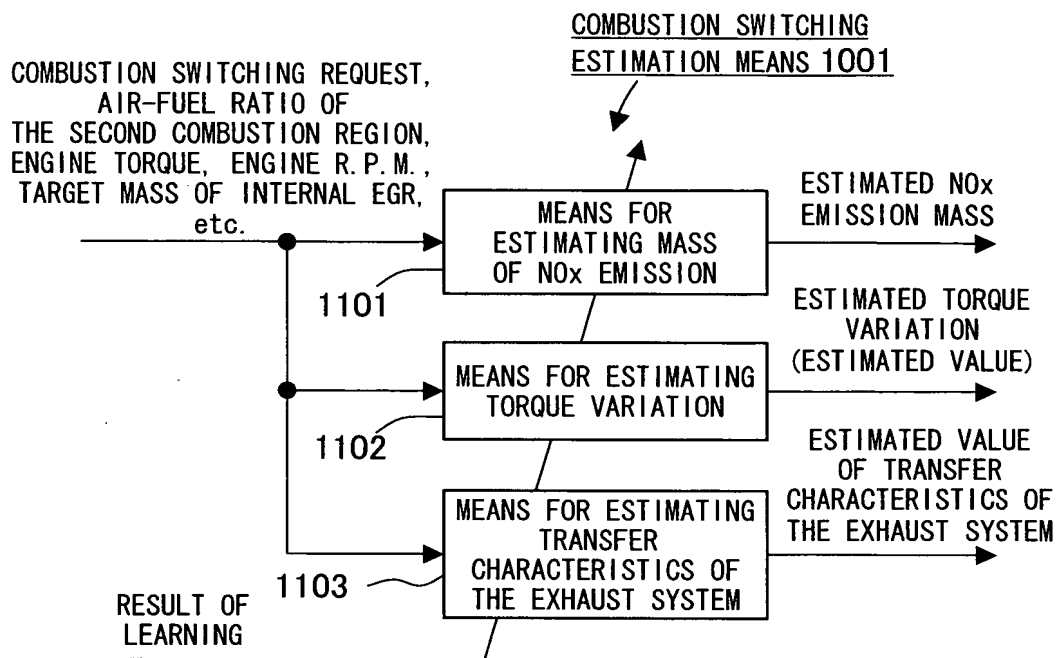 COMBUSTION SWITCHING
ESTIMATION MEANS 1001
COMBUSTION SWITCHING REQUEST,
AIR-FUEL RATIO OF
THE SECOND COMBUSTION REGION,
ENGINE TORQUE, ENGINE R.P.M.,
TARGET MASS OF INTERNAL EGR,
etc.
MEANS FOR
ESTIMATING MASS
OF NOx EMISSION
1101
ESTIMATED NOx
EMISSION MASS
MEANS FOR ESTIMATING
TORQUE VARIATION
1102
ESTIMATED TORQUE
VARIATION
(ESTIMATED VALUE)
MEANS FOR ESTIMATING
TRANSFER
CHARACTERISTICS OF
THE EXHAUST SYSTEM
1103
ESTIMATED VALUE
OF TRANSFER
CHARACTERISTICS OF
THE EXHAUST SYSTEM
RESULT OF
LEARNING